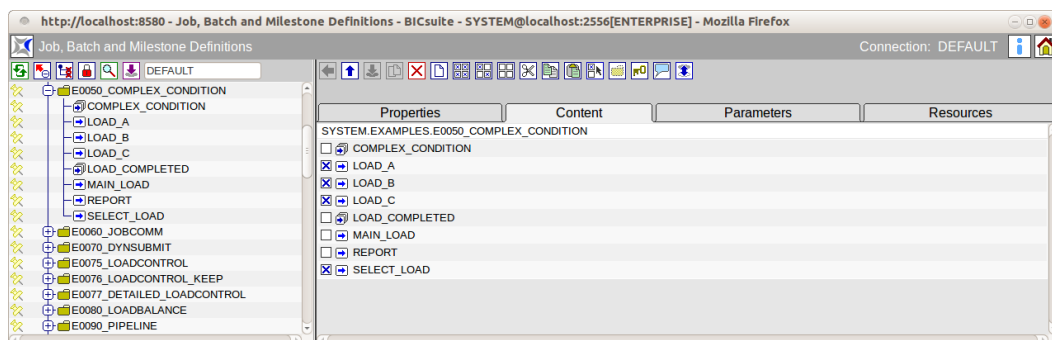 http://localhost:8580 - Job, Batch and Milestone Definitions - BICsuite - SYSTEM@localhost:2556[ENTERPRISE] - Mozilla Firefox
Job, Batch and Milestone Definitions
Connection: DEFAULT
DEFAULT
E0050_COMPLEX_CONDITION
COMPLEX_CONDITION
LOAD_A
LOAD_B
LOAD_C
LOAD_COMPLETED
MAIN_LOAD
REPORT
SELECT_LOAD
E0060_JOBCOMM
E0070_DYNSUBMIT
E0075_LOADCONTROL
E0076_LOADCONTROL_KEEP
E0077_DETAILED_LOADCONTROL
E0080_LOADBALANCE
E0090_PIPELINE
Properties
Content
Parameters
Resources
SYSTEM.EXAMPLES.E0050_COMPLEX_CONDITION
COMPLEX_CONDITION
LOAD_A
LOAD_B
LOAD_C
LOAD_COMPLETED
MAIN_LOAD
REPORT
SELECT_LOAD